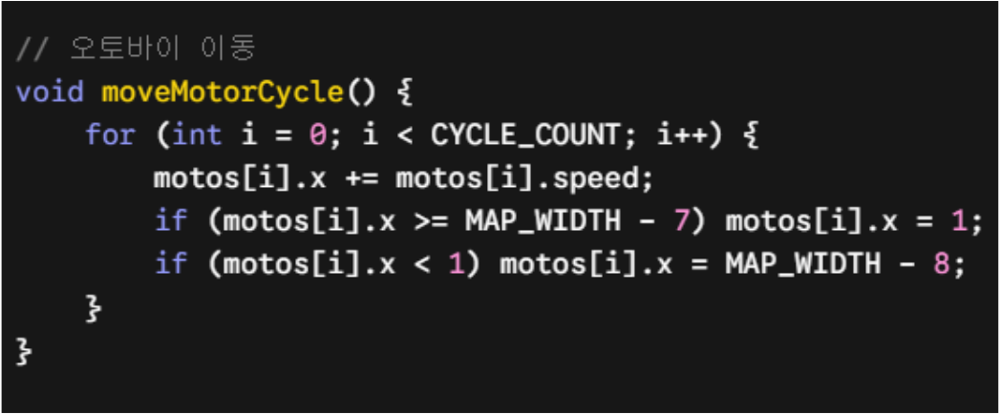 // 오토바이 이동
void moveMotorCycle() {
    for (int i = 0; i < CYCLE_COUNT; i++) {
        motos[i].x += motos[i].speed;
        if (motos[i].x >= MAP_WIDTH - 7) motos[i].x = 1;
        if (motos[i].x < 1) motos[i].x = MAP_WIDTH - 8;
    }
}